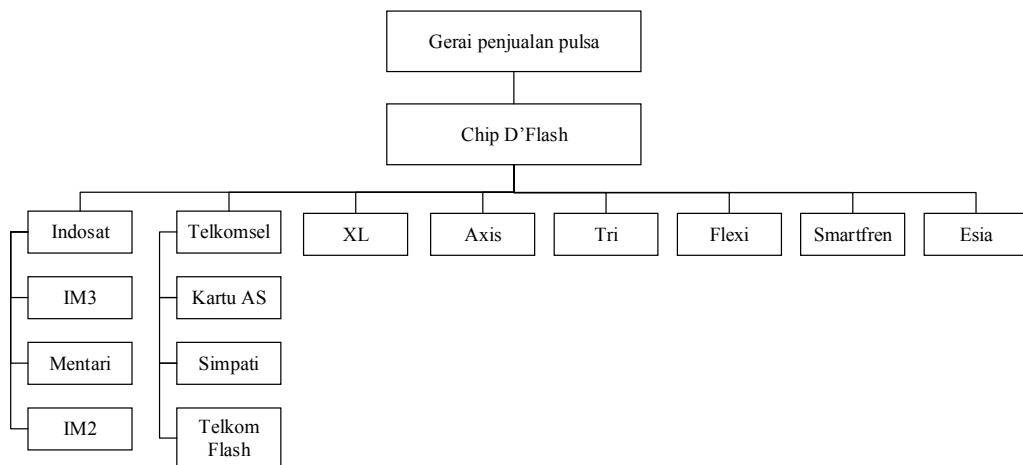 Gerai penjualan pulsa
Chip D’Flash
Indosat
Telkomsel
XL
Axis
Tri
Flexi
Smartfren
Esia
IM3
Kartu AS
Mentari
Simpati
IM2
Telkom
Flash